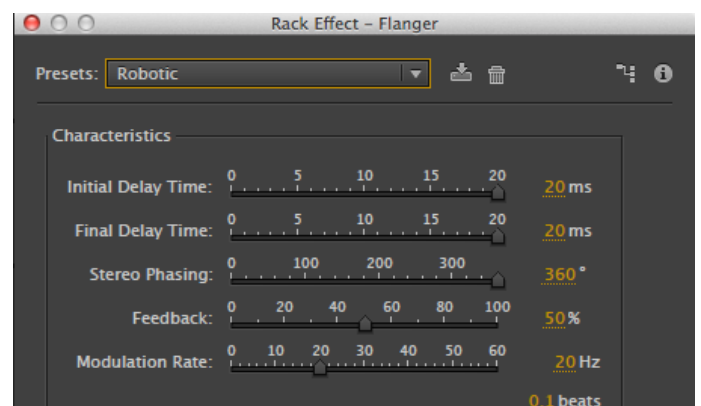 Rack Effect – Flanger
Presets: Robotic
Characteristics
0 5 10 15 20
Initial Delay Time: 20 ms
0 5 10 15 20
Final Delay Time: 20 ms
0 100 200 300
Stereo Phasing: 360 °
0 20 40 60 80 100
Feedback: 50 %
0 10 20 30 40 50 60
Modulation Rate: 20 Hz
0.1 beats